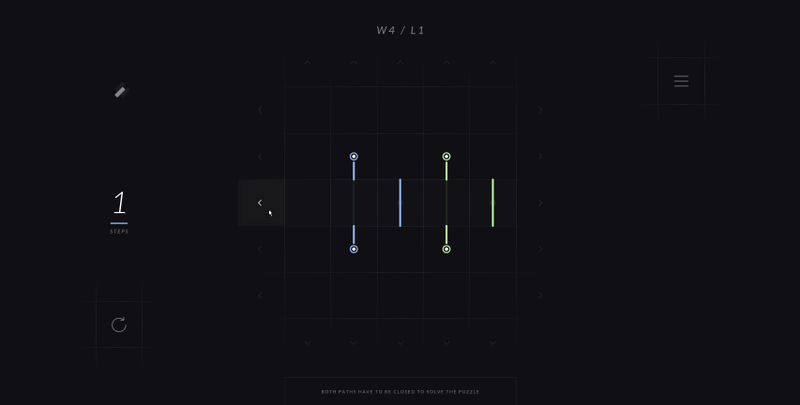 W4 / L1
1
STEPS
BOTH PATHS HAVE TO BE CLOSED TO SOLVE THE PUZZLE